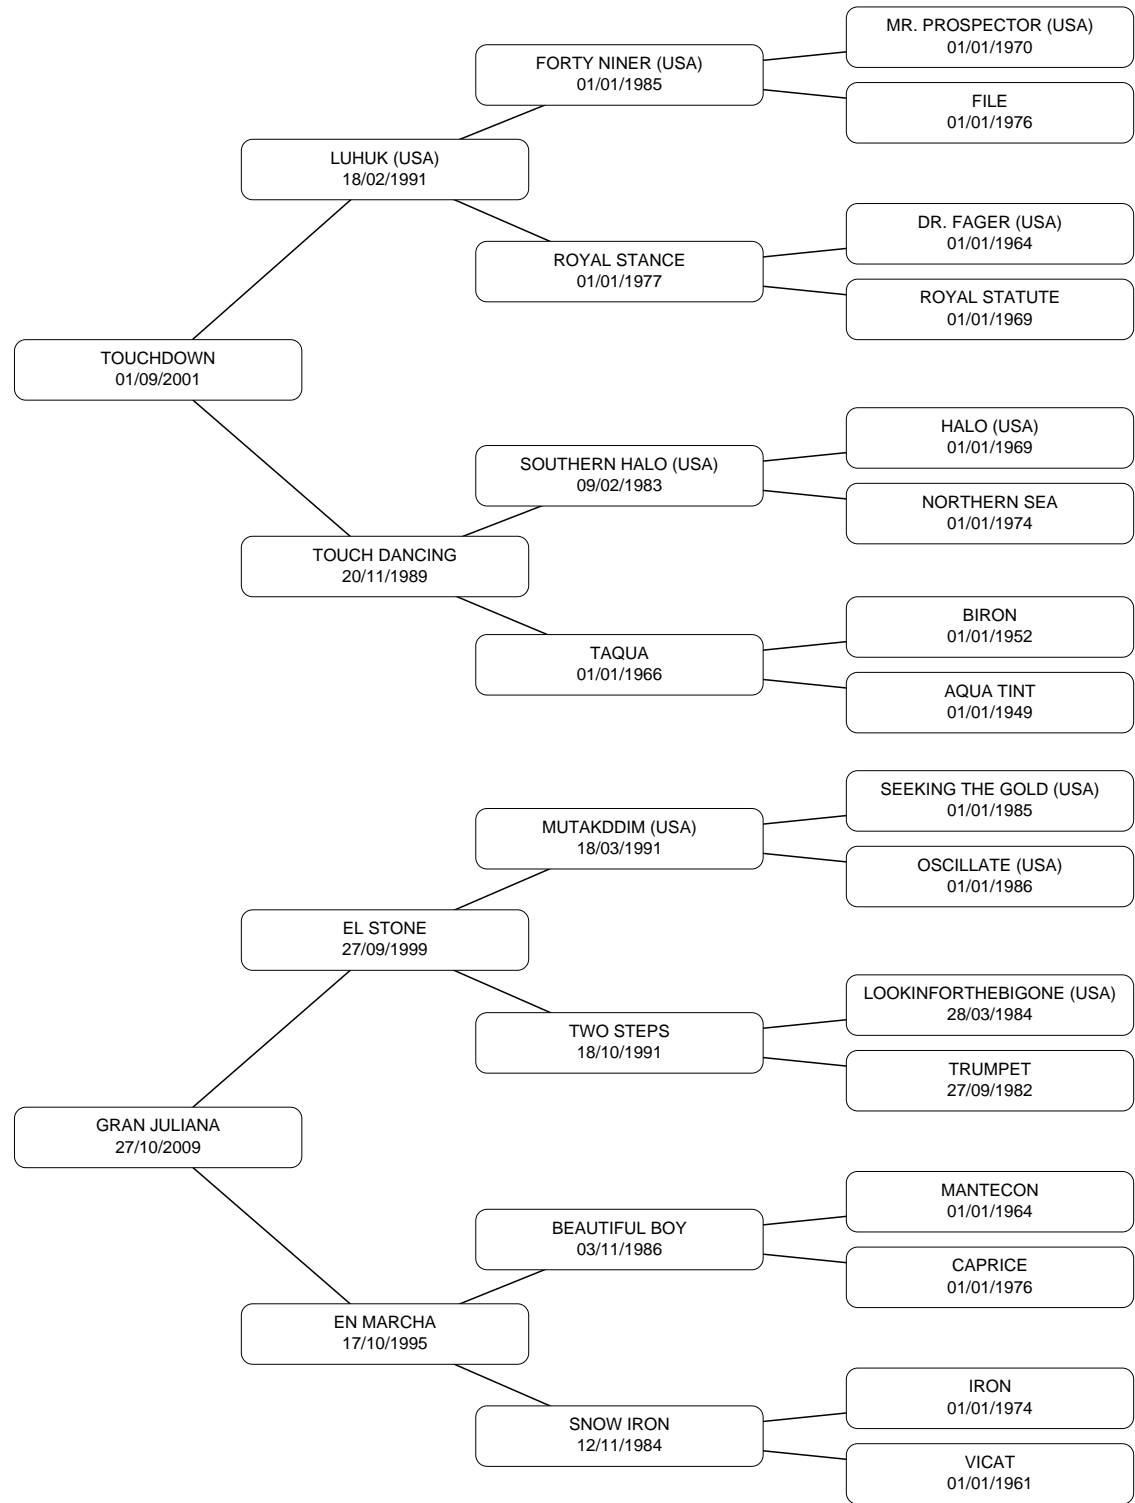 MR. PROSPECTOR (USA)
01/01/1970
FORTY NINER (USA)
01/01/1985
FILE
01/01/1976
LUHUK (USA)
18/02/1991
DR. FAGER (USA)
01/01/1964
ROYAL STANCE
01/01/1977
ROYAL STATUTE
01/01/1969
TOUCHDOWN
01/09/2001
HALO (USA)
01/01/1969
SOUTHERN HALO (USA)
09/02/1983
NORTHERN SEA
01/01/1974
TOUCH DANCING
20/11/1989
BIRON
01/01/1952
TAQUA
01/01/1966
AQUA TINT
01/01/1949
SEEKING THE GOLD (USA)
01/01/1985
MUTAKDDIM (USA)
18/03/1991
OSCILLATE (USA)
01/01/1986
EL STONE
27/09/1999
LOOKINFORTHEBIGONE (USA)
28/03/1984
TWO STEPS
18/10/1991
TRUMPET
27/09/1982
GRAN JULIANA
27/10/2009
MANTECON
01/01/1964
BEAUTIFUL BOY
03/11/1986
CAPRICE
01/01/1976
EN MARCHA
17/10/1995
IRON
01/01/1974
SNOW IRON
12/11/1984
VICAT
01/01/1961